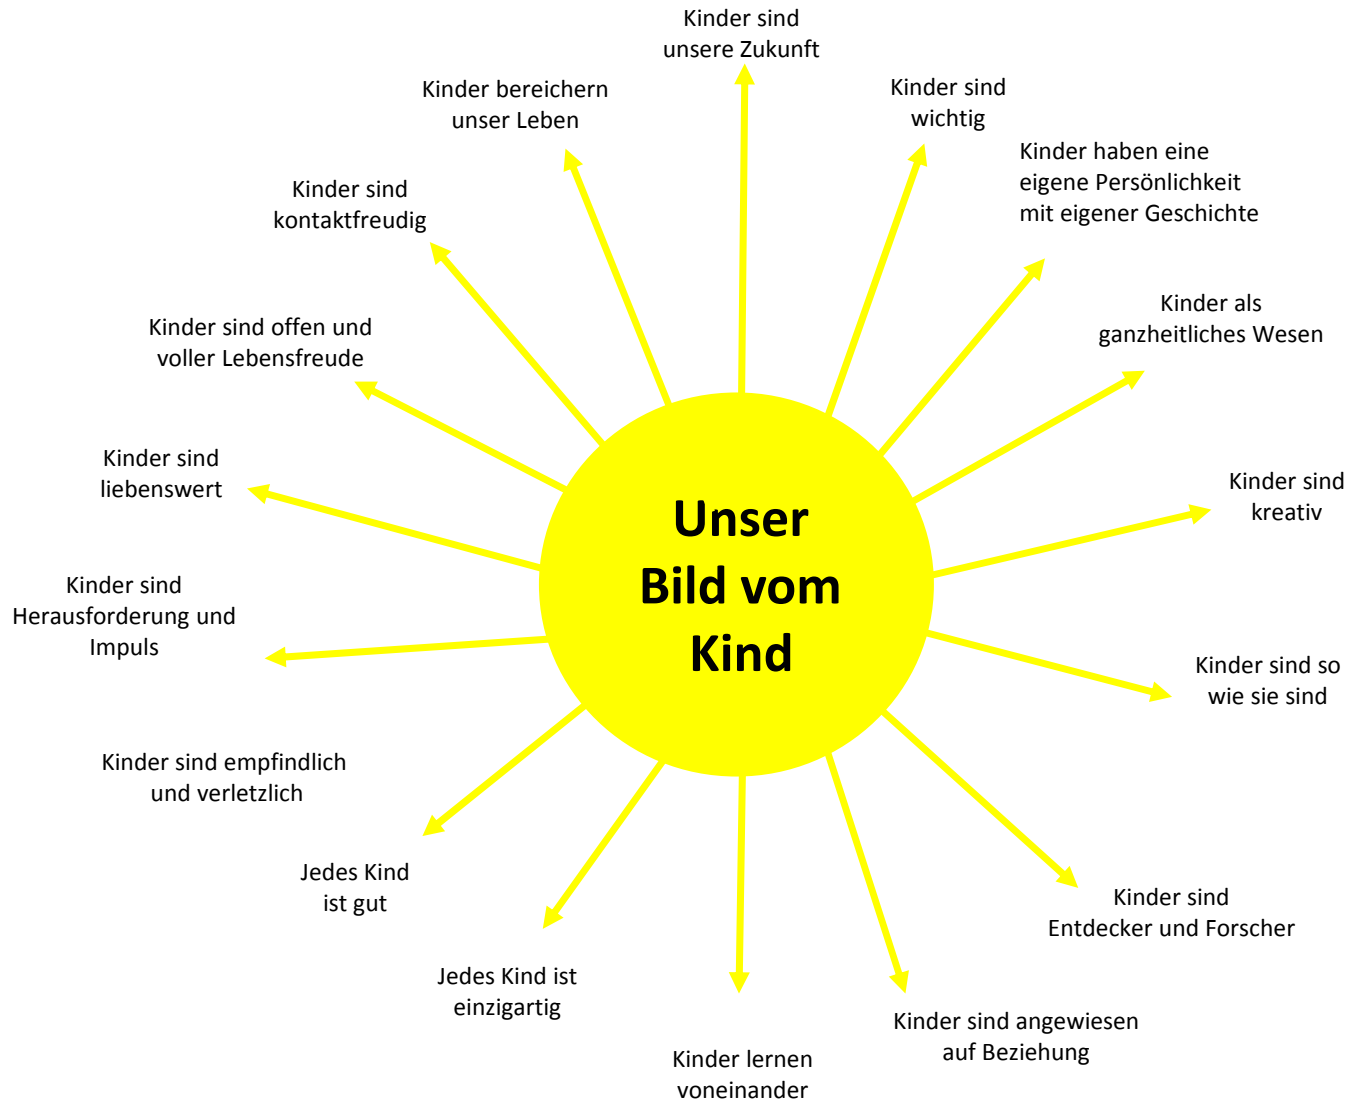 Kinder sind
unsere Zukunft
Kinder sind
wichtig
Kinder haben eine
eigene Persönlichkeit
mit eigener Geschichte
Kinder als
ganzheitliches Wesen
Kinder sind
kreativ
Kinder sind so
wie sie sind
Kinder sind
Entdecker und Forscher
Kinder sind angewiesen
auf Beziehung
Kinder lernen
voneinander
Jedes Kind ist
einzigartig
Jedes Kind
ist gut
Kinder sind empfindlich
und verletzlich
Kinder sind
Herausforderung und
Impuls
Kinder sind
liebenswert
Kinder sind offen und
voller Lebensfreude
Kinder sind
kontaktfreudig
Kinder bereichern
unser Leben
Unser
Bild vom
Kind